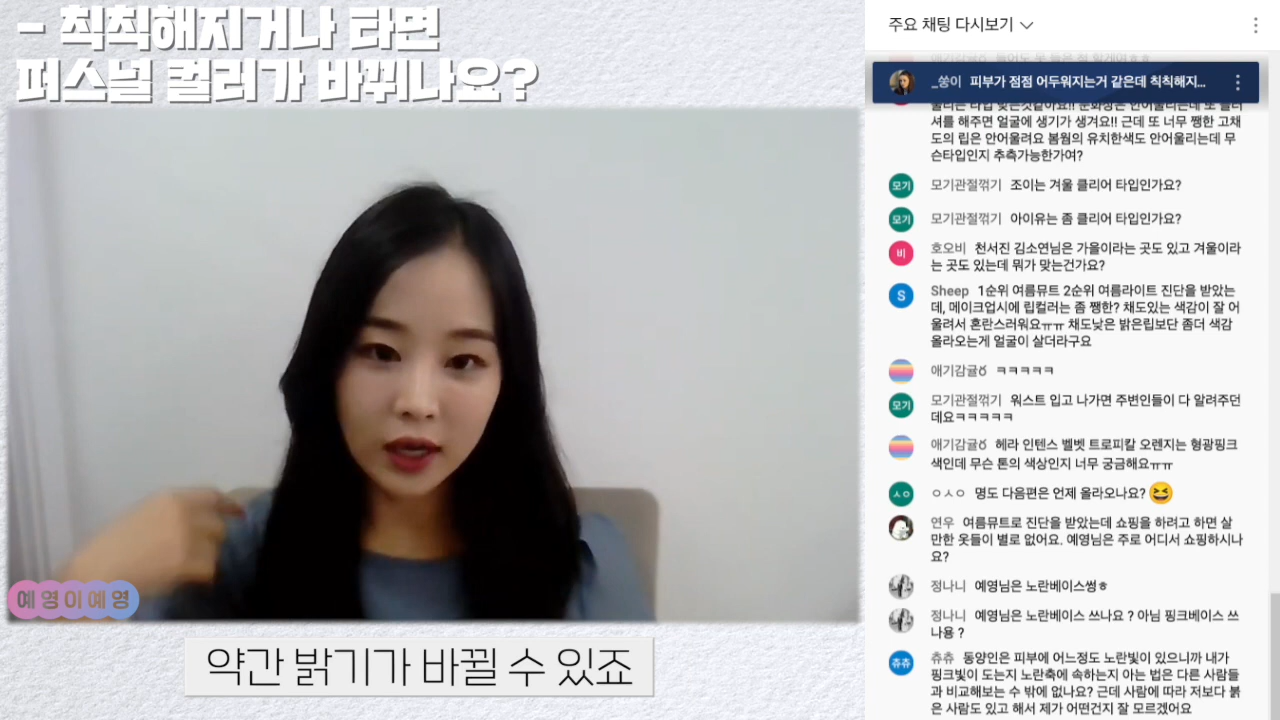 - 칙칙해지거나 타면
퍼스널 컬러가 바뀌나요?
예영이예영
약간 밝기가 바뀔 수 있죠
주요 채팅 다시보기
_쏭이 피부가 점점 어두워지는거 같은데 칙칙해지...
셔를 해주면 얼굴에 생기가 생겨요!! 근데 또 너무 쨍한 고채
도의 립은 안어울려요 봄웜의 유치한색도 안어울리는데 무
슨타입인지 추측가능한가여?
모기
모기관절꺾기 조이는 겨울 클리어 타입인가요?
모기
모기관절꺾기 아이유는 좀 클리어 타입인가요?
비
호오비 천서진 김소연님은 가을이라는 곳도 있고 겨울이라
는 곳도 있는데 뭐가 맞는건가요?
S
Sheep 1순위 여름뮤트 2순위 여름라이트 진단을 받았는
데, 메이크업시에 립컬러는 좀 쨍한? 채도있는 색감이 잘 어
울려서 혼란스러워요ㅠㅠ 채도낮은 밝은립보단 좀더 색감
올라오는게 얼굴이 살더라구요
애기감귤 ㅋㅋㅋㅋㅋ
모기
모기관절꺾기 워스트 입고 나가면 주변인들이 다 알려주던
데요ㅋㅋㅋㅋㅋ
애기감귤 헤라 인텐스 벨벳 트로피칼 오렌지는 형광핑크
색인데 무슨 톤의 색상인지 너무 궁금해요ㅠㅠ
ㅅㅇ
ㅇㅅㅇ 명도 다음편은 언제 올라오나요?
연우 여름뮤트로 진단을 받았는데 쇼핑을 하려고 하면 살
만한 옷들이 별로 없어요. 예영님은 주로 어디서 쇼핑하시나
요?
정나니 예영님은 노란베이스썽ㅎ
정나니 예영님은 노란베이스 쓰나요 ? 아님 핑크베이스 쓰
나용 ?
츄츄
츄츄 동양인은 피부에 어느정도 노란빛이 있으니까 내가
핑크빛이 도는지 노란축에 속하는지 아는 법은 다른 사람들
과 비교해보는 수 밖에 없나요? 근데 사람에 따라 저보다 붉
은 사람도 있고 해서 제가 어떤건지 잘 모르겠어요